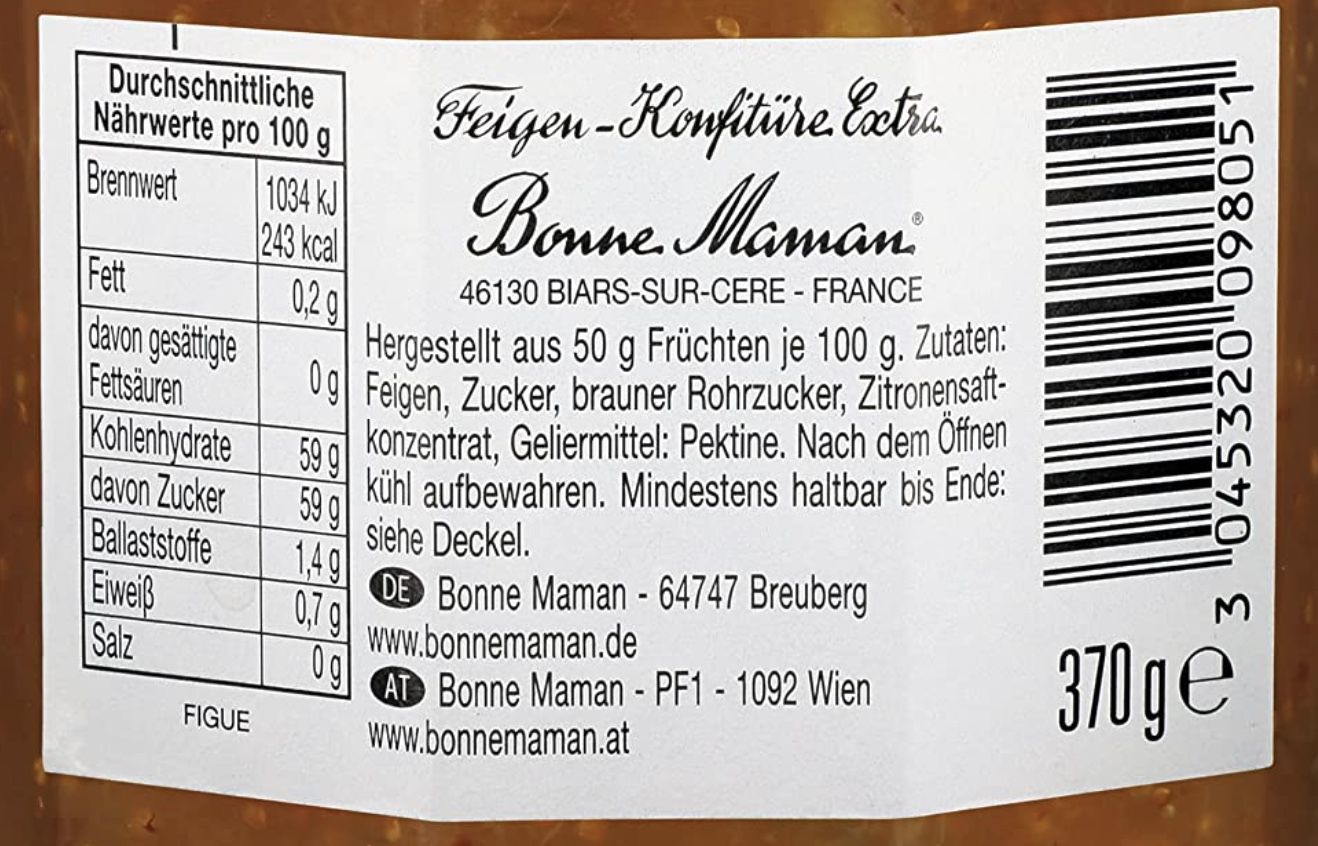 Durchschnittliche
Nährwerte pro 100 g
Brennwert 1034 kJ
243 kcal
Fett 0,2 g
davon gesättigte
Fettsäuren 0 g
Kohlenhydrate 59 g
davon Zucker 59 g
Ballaststoffe 1,4 g
Eiweiß 0,7 g
Salz 0 g
FIGUE
Feigen-Konfitüre Extra
Bonne Maman®
46130 BIARS-SUR-CERE - FRANCE
Hergestellt aus 50 g Früchten je 100 g. Zutaten:
Feigen, Zucker, brauner Rohrzucker, Zitronensaft-
konzentrat, Geliermittel: Pektine. Nach dem Öffnen
kühl aufbewahren. Mindestens haltbar bis Ende:
siehe Deckel.
DE Bonne Maman - 64747 Breuberg
www.bonnemaman.de
AT Bonne Maman - PF1 - 1092 Wien
www.bonnemaman.at
3 045320 098051
370 g e